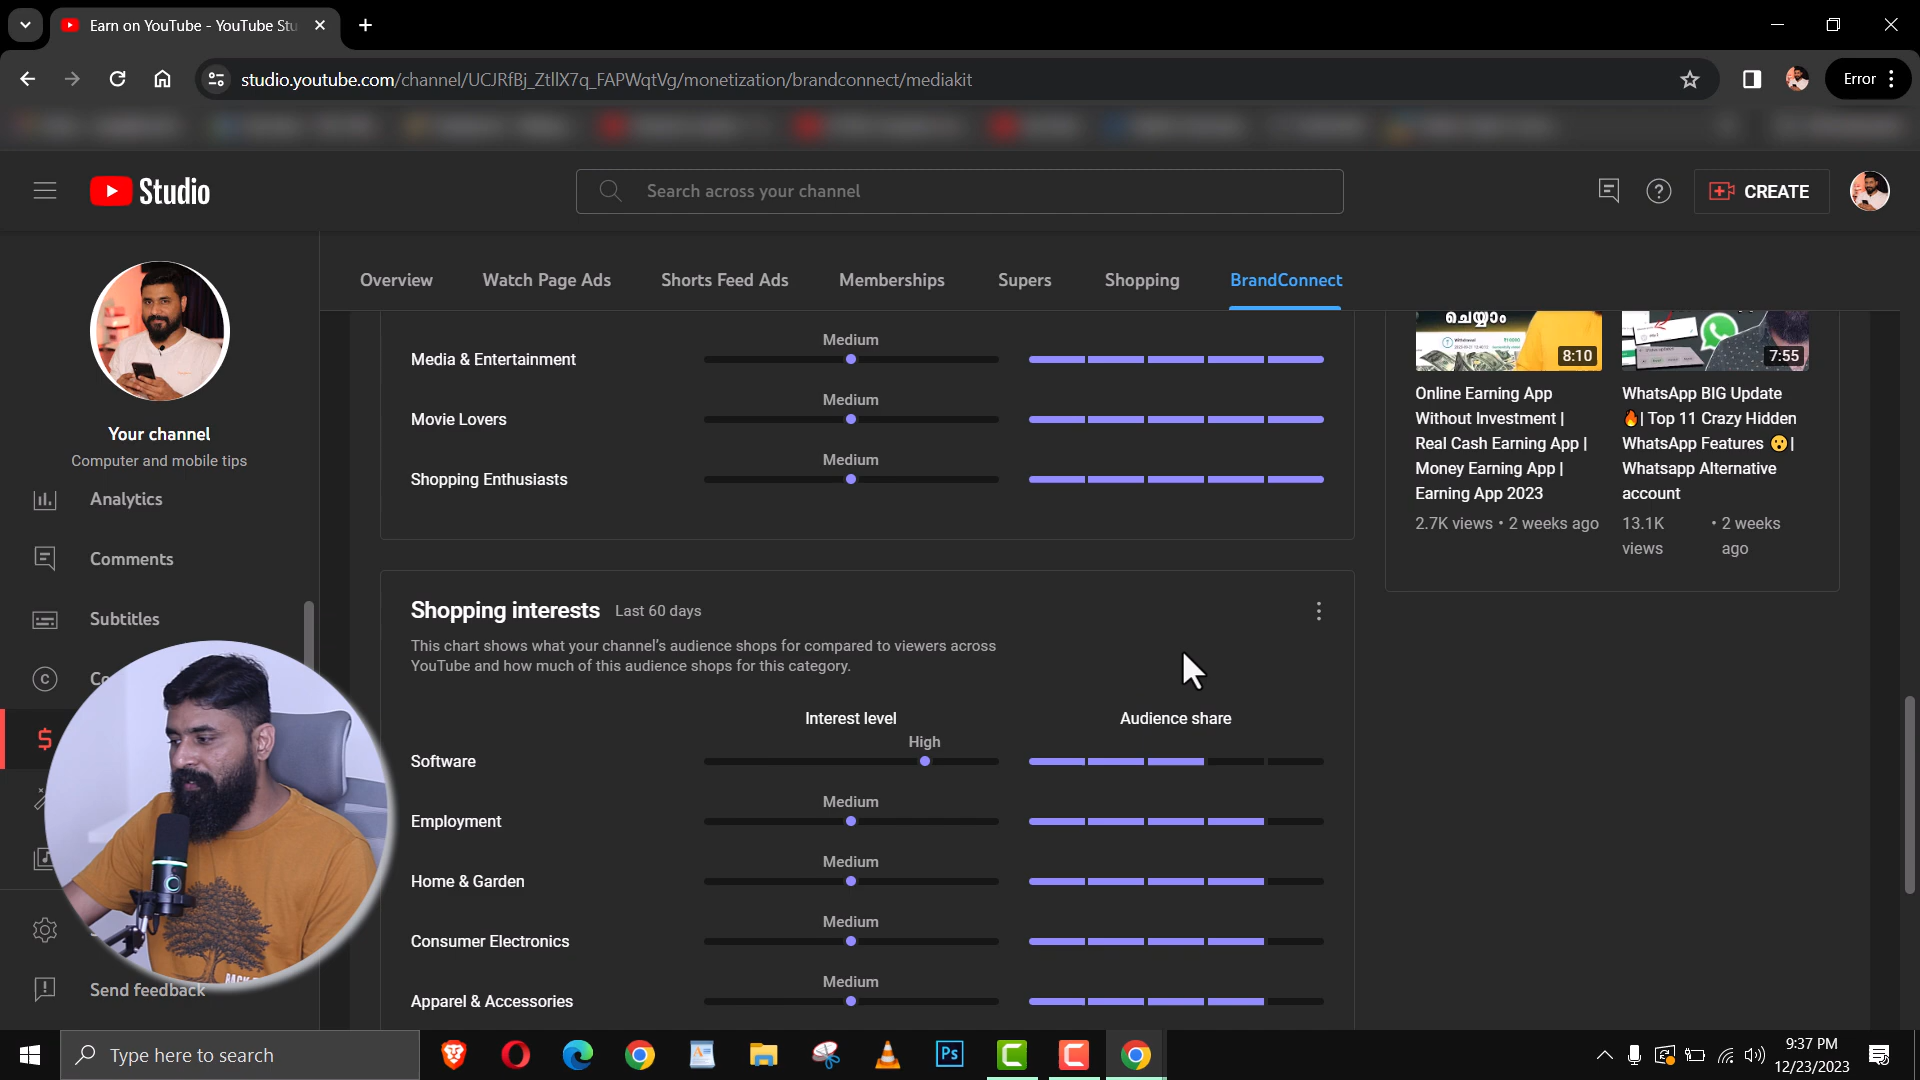 Earn on YouTube - YouTube Stu
studio.youtube.com/channel/UCJRfBj_ZtllX7q_FAPWqtVg/monetization/brandconnect/mediakit
Error
Studio
Search across your channel
CREATE
Overview
Watch Page Ads
Shorts Feed Ads
Memberships
Supers
Shopping
BrandConnect
Your channel
Computer and mobile tips
Analytics
Comments
Subtitles
Send feedback
Medium
Media & Entertainment
Medium
Movie Lovers
Medium
Shopping Enthusiasts
Shopping interests Last 60 days
This chart shows what your channel's audience shops for compared to viewers across
YouTube and how much of this audience shops for this category.
Interest level Audience share
High
Software
Medium
Employment
Medium
Home & Garden
Medium
Consumer Electronics
Medium
Apparel & Accessories
ചെയ്യാം
8:10
Online Earning App
Without Investment |
Real Cash Earning App |
Money Earning App |
Earning App 2023
2.7K views • 2 weeks ago
7:55
WhatsApp BIG Update
🔥| Top 11 Crazy Hidden
WhatsApp Features 😮|
Whatsapp Alternative
account
13.1K • 2 weeks
views ago
Type here to search
Ps
9:37 PM
12/23/2023